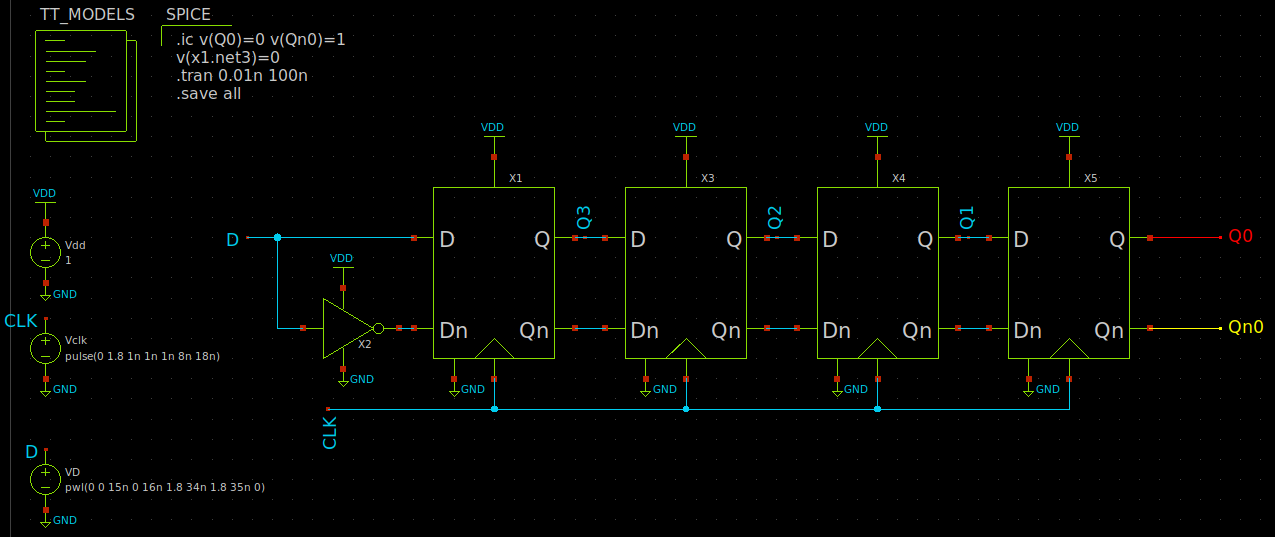 TT_MODELS
SPICE
.ic v(Q0)=0 v(Qn0)=1
v(x1.net3)=0
.tran 0.01n 100n
.save all
VDD
VDD
VDD
VDD
X1
X3
X4
X5
VDD
Vdd
1
GND
D
D
Q
Q3
D
Q
Q2
D
Q
Q1
D
Q
Q0
VDD
X2
GND
Dn
Qn
Dn
Qn
Dn
Qn
Dn
Qn
Qn0
CLK
Vclk
pulse(0 1.8 1n 1n 1n 8n 18n)
GND
GND
GND
GND
GND
CLK
D
VD
pwl(0 0 15n 0 16n 1.8 34n 1.8 35n 0)
GND